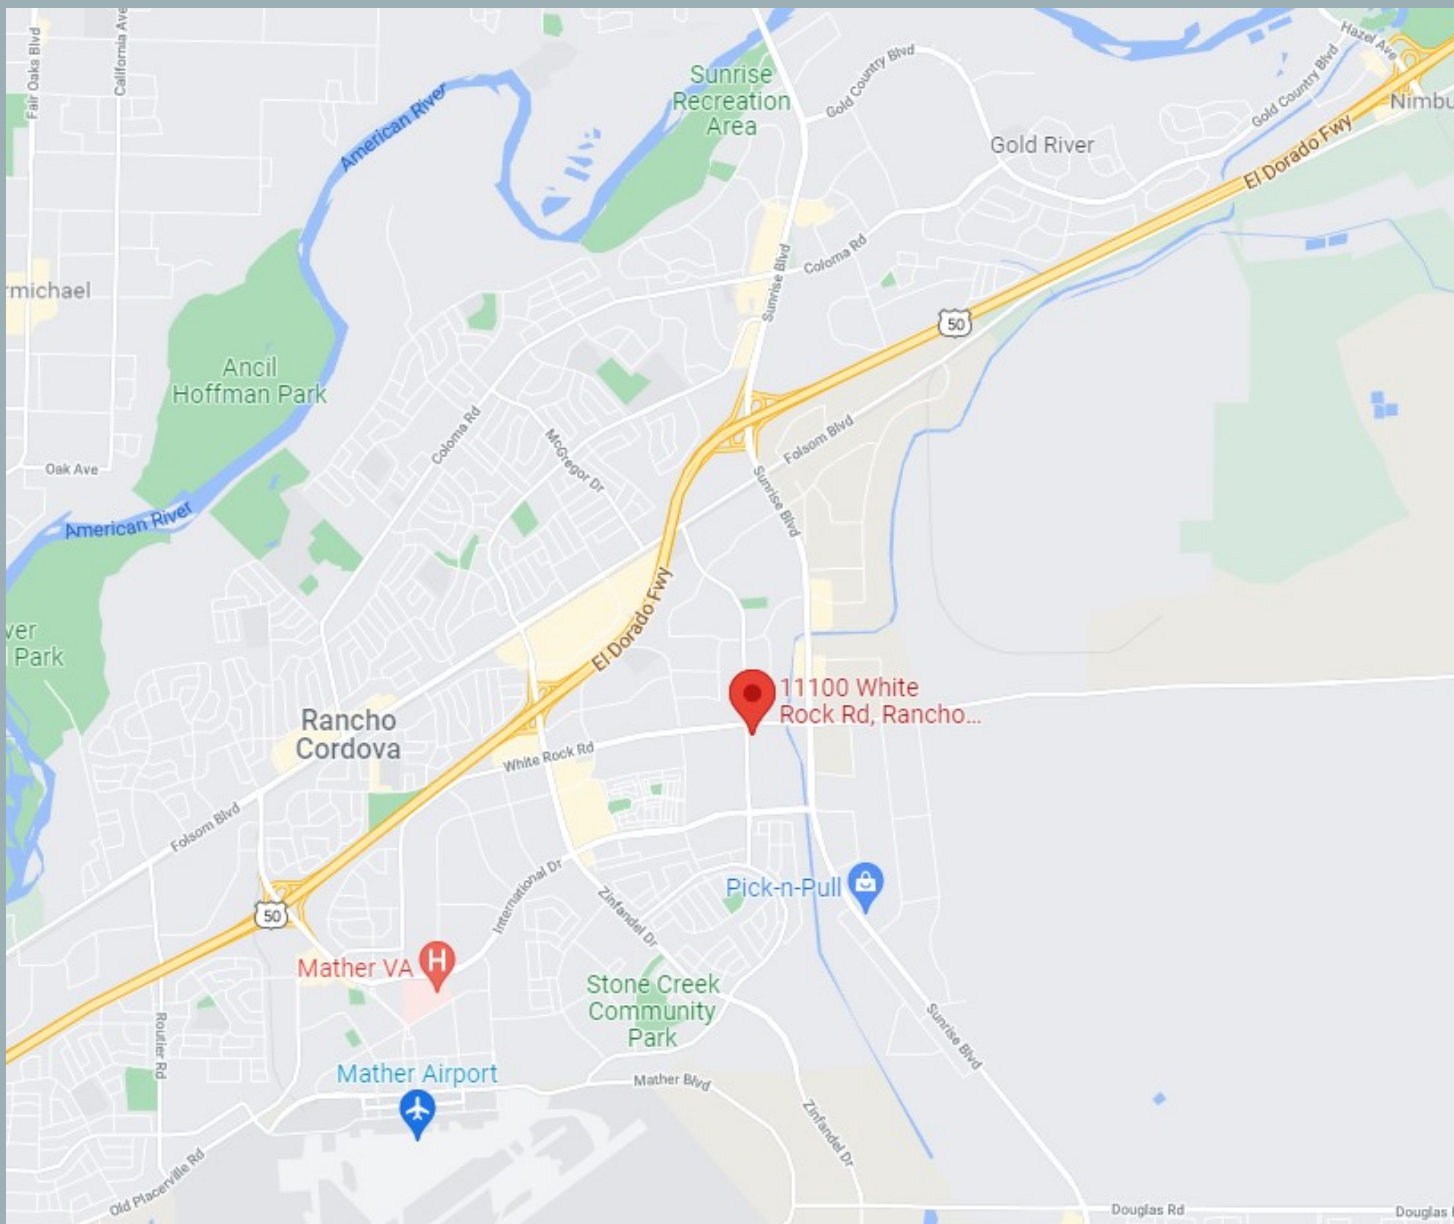 Fair Oaks Blvd
California Ave
American River
Sunrise
Recreation
Area
Gold Country Blvd
Hazel Ave
Gold Country Blvd
Nimbu
Gold River
El Dorado Fwy
Coloma Rd
Sunrise Blvd
rmichael
50
Ancil
Hoffman Park
Coloma Rd
McGregor Dr
Folsom Blvd
Oak Ave
Sunrise Blvd
American River
El Dorado Fwy
ver
Park
11100 White
Rock Rd, Rancho...
Rancho
Cordova
White Rock Rd
Folsom Blvd
International Dr
Zinfandel Dr
Pick-n-Pull
50
Mather VA
H
Stone Creek
Community
Park
Routier Rd
Sunrise Blvd
Mather Airport
Mather Blvd
Zinfandel Dr
Old Placerville Rd
Douglas Rd
Douglas